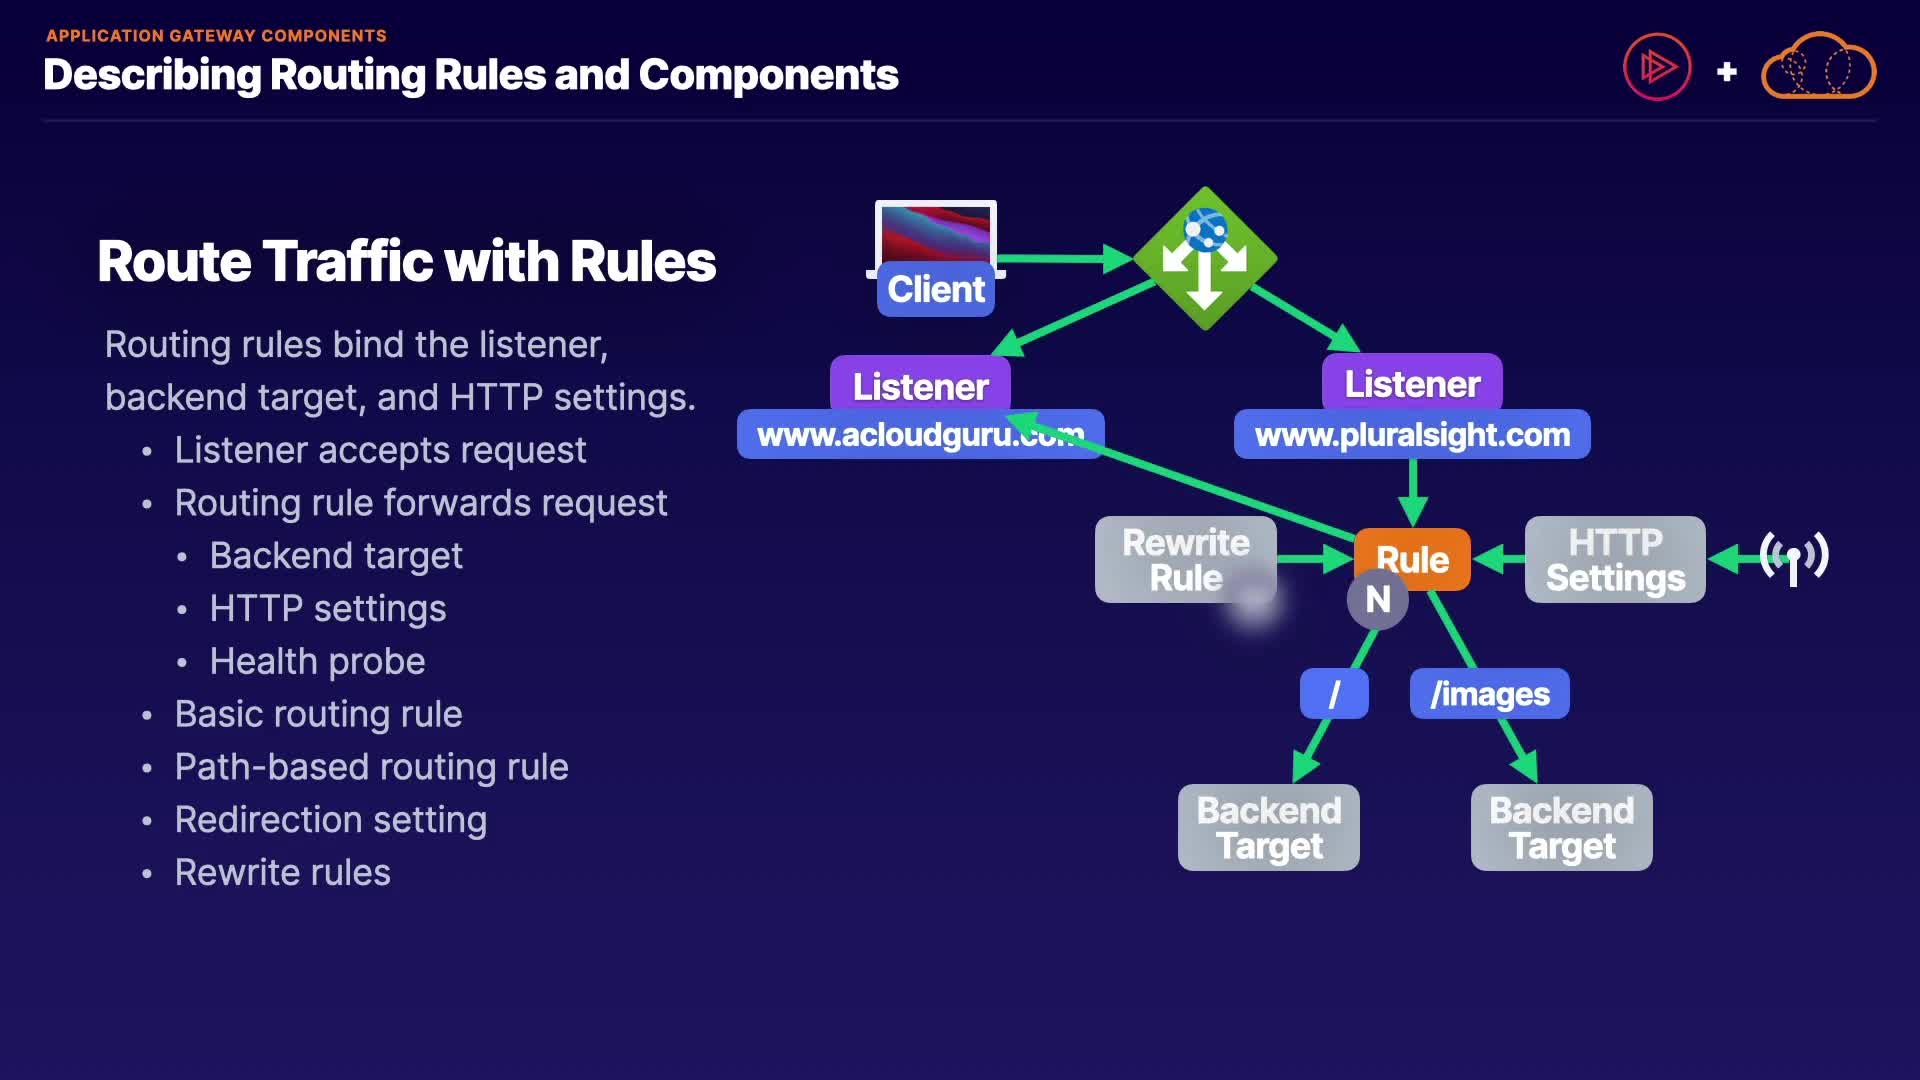 APPLICATION GATEWAY COMPONENTS
Describing Routing Rules and Components
Route Traffic with Rules
Routing rules bind the listener,
backend target, and HTTP settings.
• Listener accepts request
• Routing rule forwards request
• Backend target
• HTTP settings
• Health probe
• Basic routing rule
• Path-based routing rule
• Redirection setting
• Rewrite rules
Client
Listener
www.acloudguru.com
Listener
www.pluralsight.com
Rewrite
Rule
Rule
N
HTTP
Settings
/
/images
Backend
Target
Backend
Target